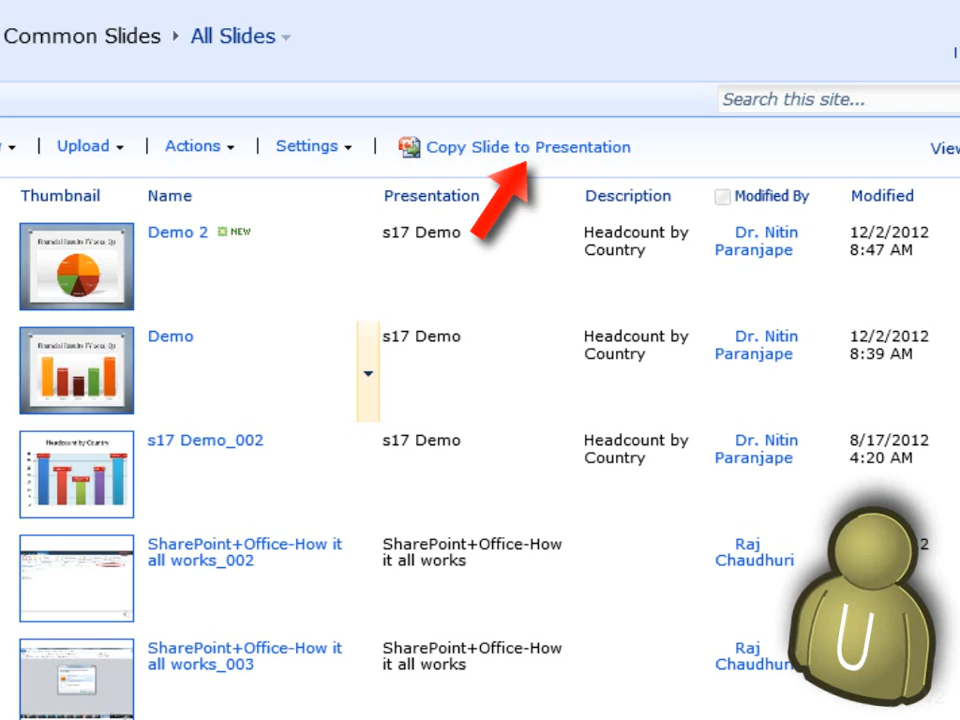 Common Slides All Slides
Search this site...
Upload Actions Settings Copy Slide to Presentation
Thumbnail Name Presentation Description Modified By Modified
Demo 2 NEW s17 Demo Headcount by Dr. Nitin 12/2/2012
Country Paranjape 8:47 AM
Demo s17 Demo Headcount by Dr. Nitin 12/2/2012
Country Paranjape 8:39 AM
Headcount by Country
s17 Demo_002 s17 Demo Headcount by Dr. Nitin 8/17/2012
Country Paranjape 4:20 AM
SharePoint+Office-How it SharePoint+Office-How Raj
all works_002 it all works Chaudhuri
SharePoint+Office-How it SharePoint+Office-How Raj
all works_003 it all works
U